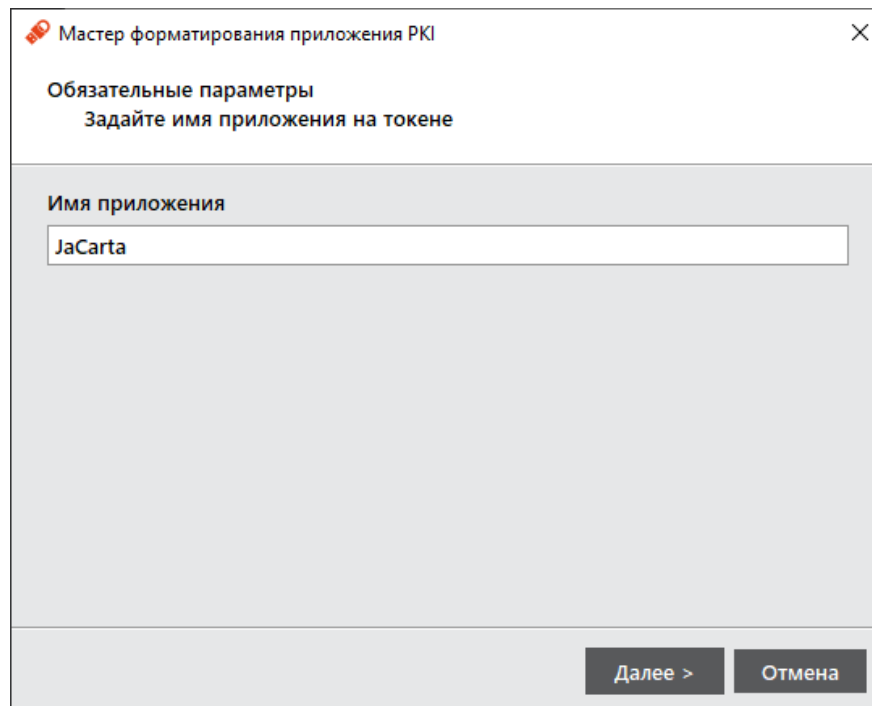 Мастер форматирования приложения PKI
Обязательные параметры
Задайте имя приложения на токене
Имя приложения
JaCarta
Далее >
Отмена